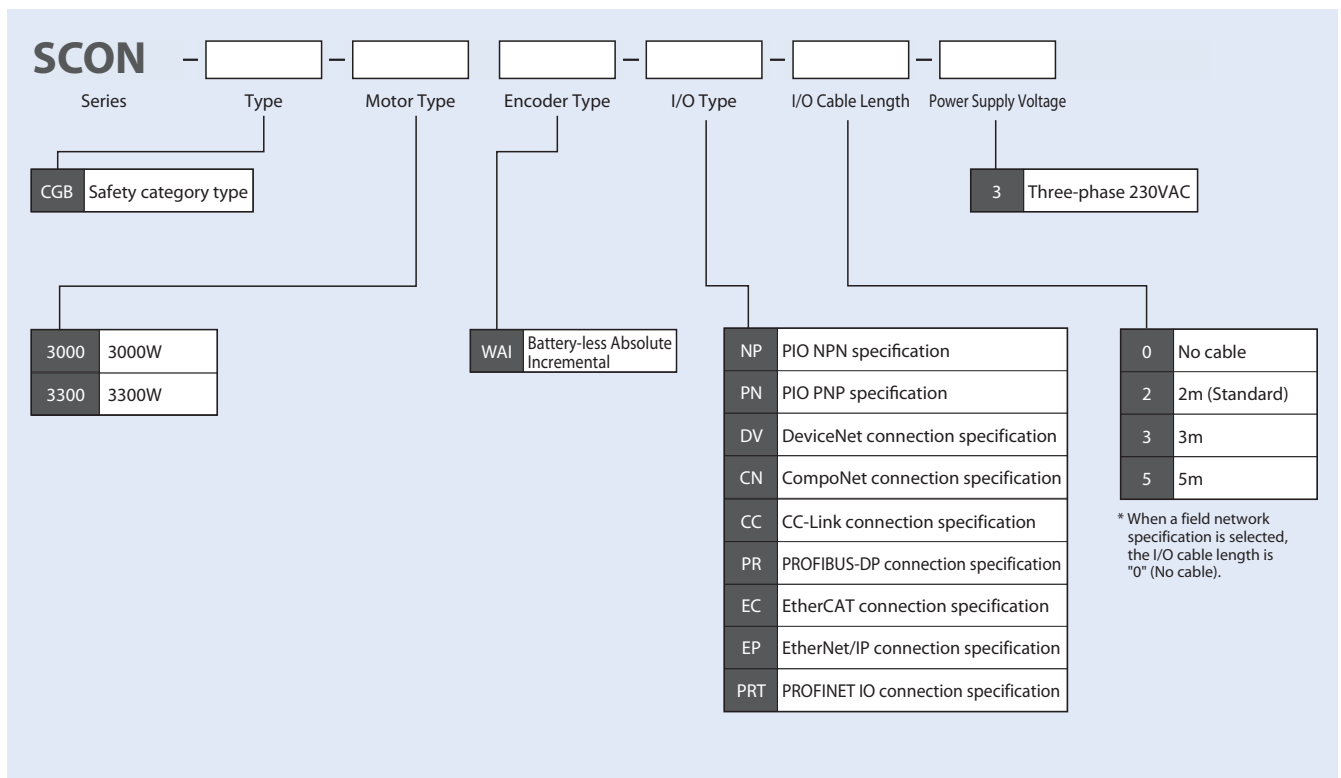 SCON - - - - -
Series Type Motor Type Encoder Type I/O Type I/O Cable Length Power Supply Voltage
CGB Safety category type
3 Three-phase 230VAC
3000 3000W
3300 3300W
WAI Battery-less Absolute
Incremental
NP PIO NPN specification
PN PIO PNP specification
DV DeviceNet connection specification
CN CompoNet connection specification
CC CC-Link connection specification
PR PROFIBUS-DP connection specification
EC EtherCAT connection specification
EP EtherNet/IP connection specification
PRT PROFINET IO connection specification
0 No cable
2 2m (Standard)
3 3m
5 5m
* When a field network
specification is selected,
the I/O cable length is
"0" (No cable).